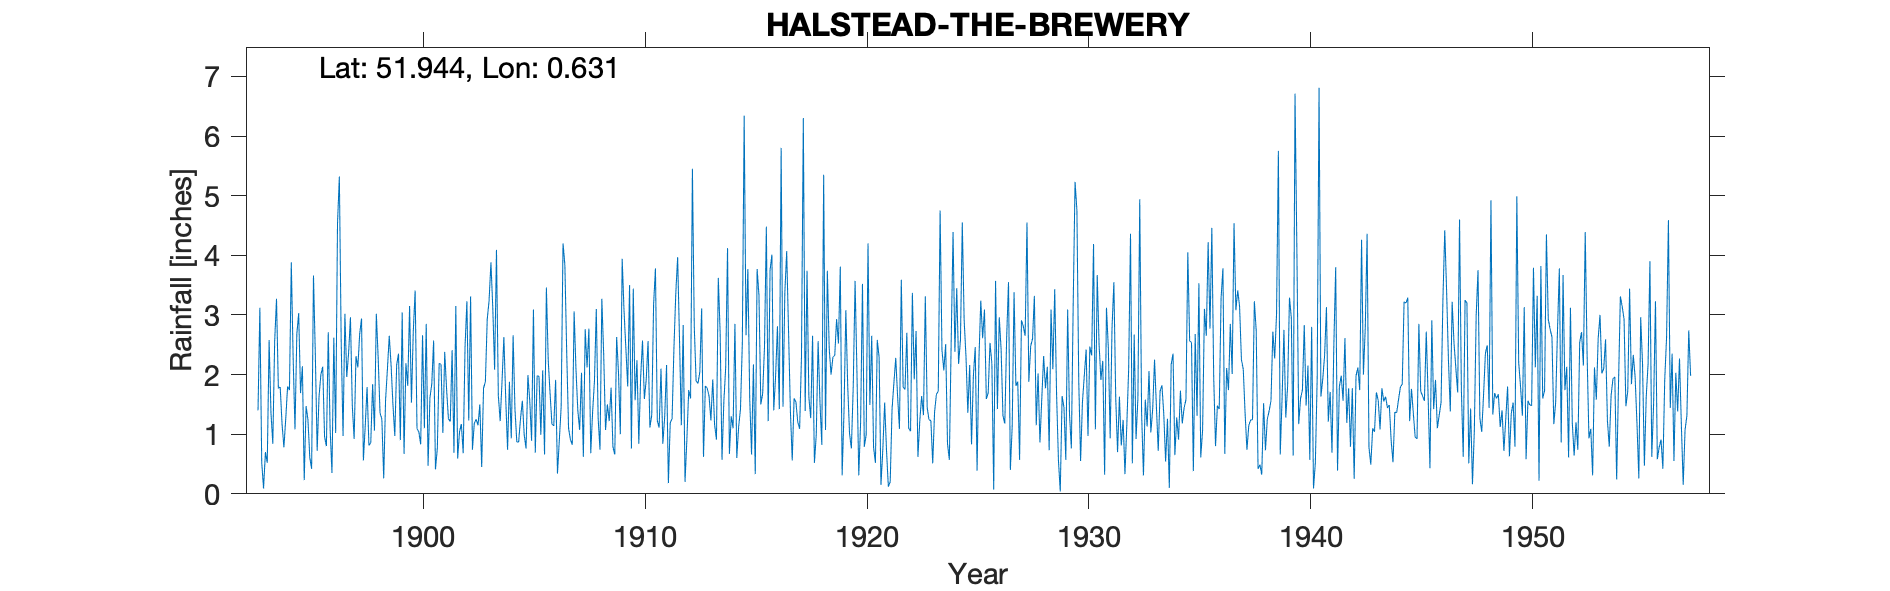 HALSTEAD-THE-BREWERY
Lat: 51.944, Lon: 0.631
Rainfall [inches]
7
6
5
4
3
2
1
0
1900 1910 1920 1930 1940 1950
Year